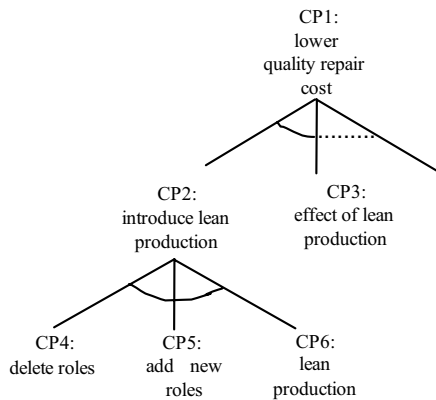 CP1:
lower
quality repair
cost
CP2:
introduce lean
production
CP3:
effect of lean
production
CP4:
delete roles
CP5:
add new
roles
CP6:
lean
production